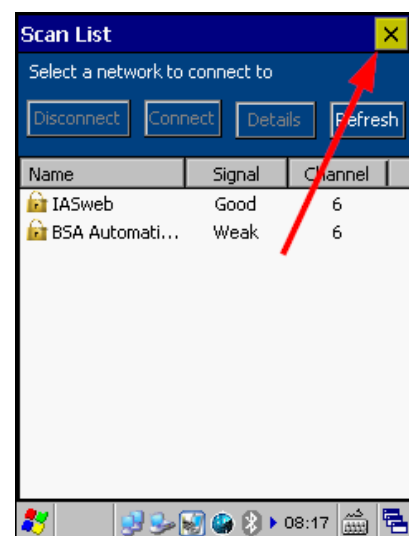 Scan List
Select a network to connect to
Disconnect Connect Details Refresh
Name Signal Channel
IASweb Good 6
BSA Automati... Weak 6
08:17